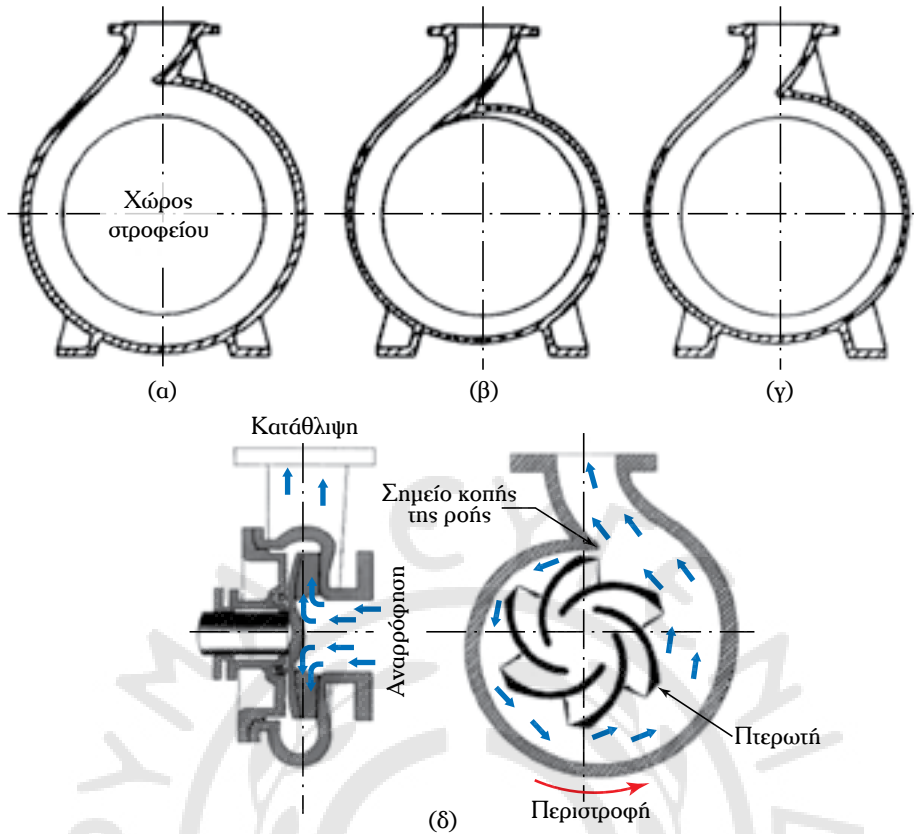 Χώρος
στροφείου
(α)
(β)
(γ)
Κατάθλιψη
Σημείο κοπής
της ροής
Αναρρόφηση
Πτερωτή
Περιστροφή
(δ)